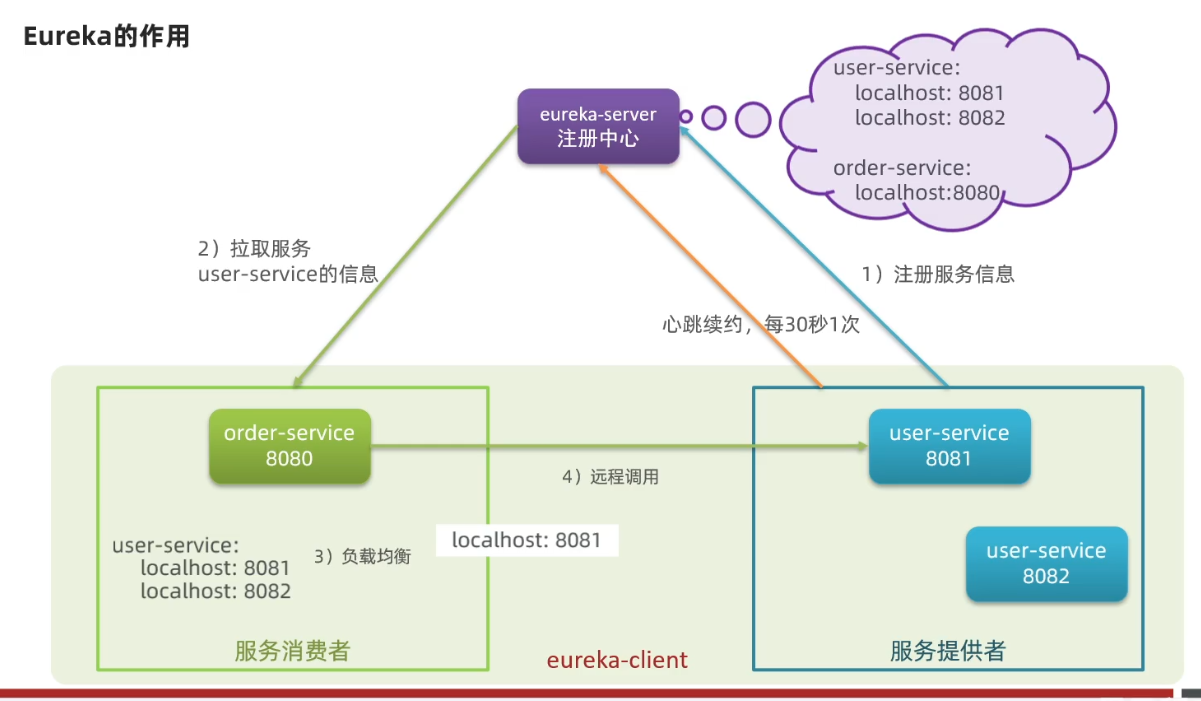 Eureka的作用
eureka-server
注册中心
user-service:
localhost: 8081
localhost: 8082
order-service:
localhost:8080
2）拉取服务
user-service的信息
1）注册服务信息
心跳续约，每30秒1次
order-service
8080
user-service
8081
4）远程调用
user-service:
localhost: 8081
localhost: 8082
3）负载均衡
localhost: 8081
user-service
8082
服务消费者
eureka-client
服务提供者